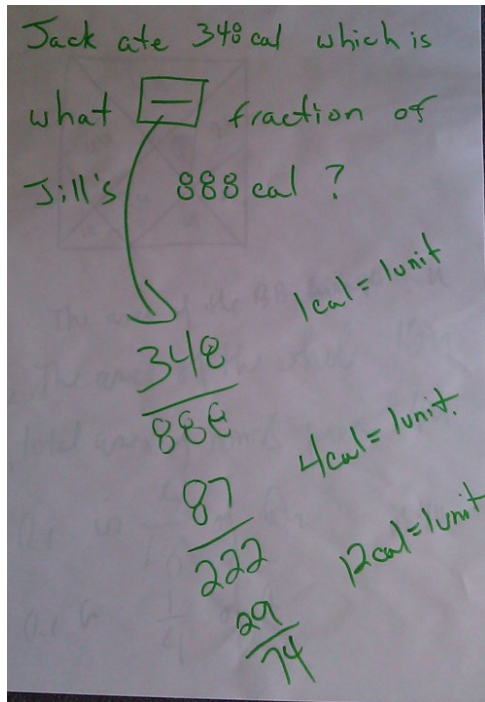 Jack ate 348 cal which is
what — fraction of
Jill's 888 cal ?
1cal = 1unit
348
888
4cal = 1unit.
87
222
12cal = 1unit
29
74